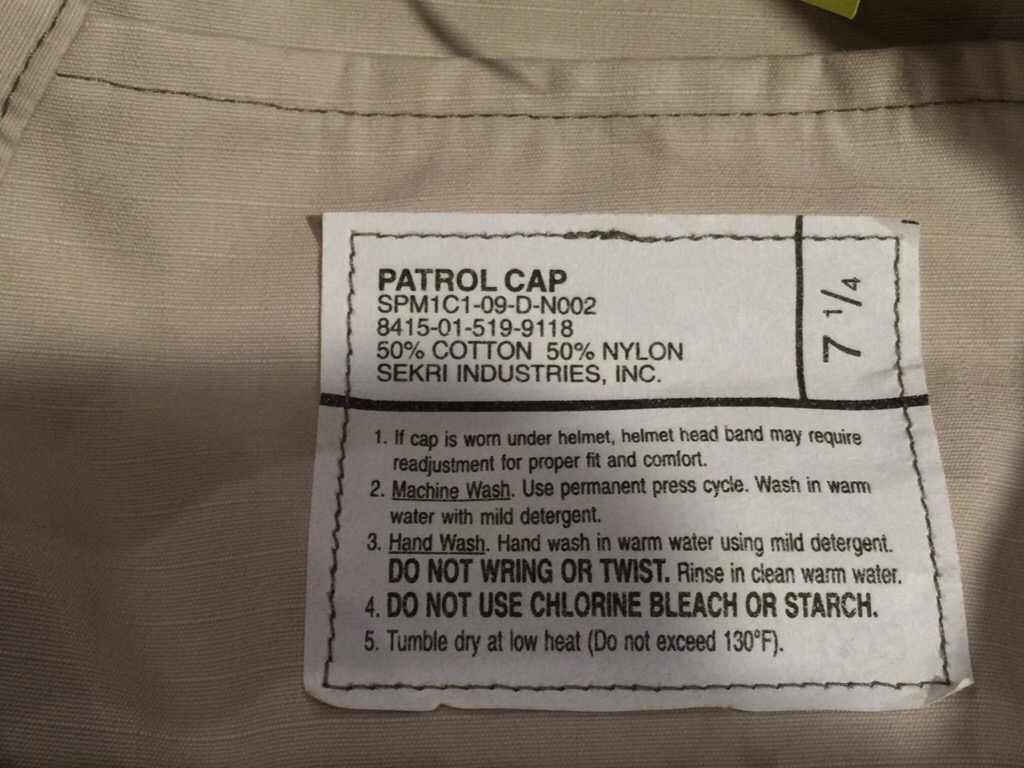 PATROL CAP
SPM1C1-09-D-N002
8415-01-519-9118
50% COTTON 50% NYLON
SEKRI INDUSTRIES, INC.
7 1/4
1. If cap is worn under helmet, helmet head band may require
readjustment for proper fit and comfort.
2. Machine Wash. Use permanent press cycle. Wash in warm
water with mild detergent.
3. Hand Wash. Hand wash in warm water using mild detergent.
DO NOT WRING OR TWIST. Rinse in clean warm water.
4. DO NOT USE CHLORINE BLEACH OR STARCH.
5. Tumble dry at low heat (Do not exceed 130°F).